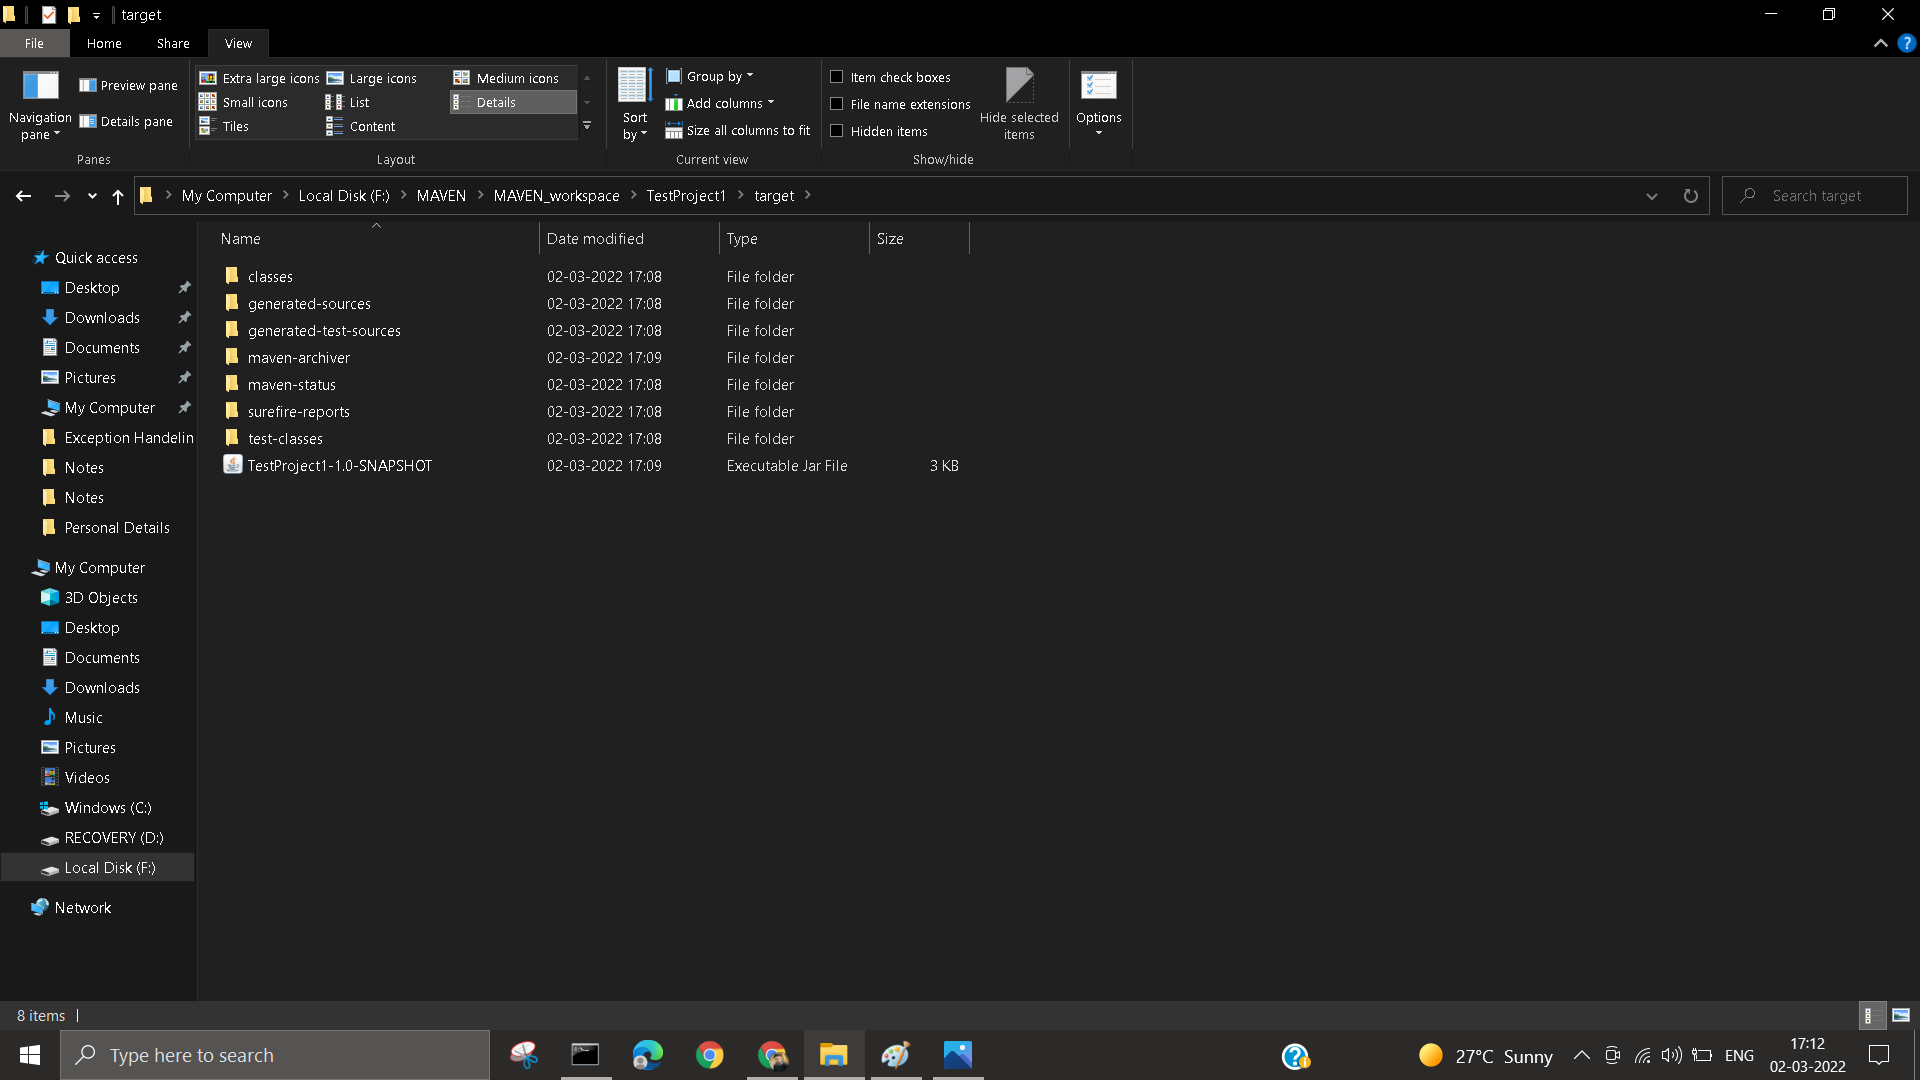 target
File Home Share View
Navigation pane
Preview pane
Details pane
Panes
Extra large icons Large icons Medium icons
Small icons List Details
Tiles Content
Layout
Sort by
Group by
Add columns
Size all columns to fit
Current view
Item check boxes
File name extensions
Hidden items
Hide selected items
Show/hide
Options
My Computer Local Disk (F:) MAVEN MAVEN_workspace TestProject1 target
Search target
Quick access
Desktop
Downloads
Documents
Pictures
My Computer
Exception Handelin
Notes
Notes
Personal Details
My Computer
3D Objects
Desktop
Documents
Downloads
Music
Pictures
Videos
Windows (C:)
RECOVERY (D:)
Local Disk (F:)
Network
Name Date modified Type Size
classes 02-03-2022 17:08 File folder
generated-sources 02-03-2022 17:08 File folder
generated-test-sources 02-03-2022 17:08 File folder
maven-archiver 02-03-2022 17:09 File folder
maven-status 02-03-2022 17:08 File folder
surefire-reports 02-03-2022 17:08 File folder
test-classes 02-03-2022 17:08 File folder
TestProject1-1.0-SNAPSHOT 02-03-2022 17:09 Executable Jar File 3 KB
8 items
Type here to search
27°C Sunny
ENG
17:12
02-03-2022